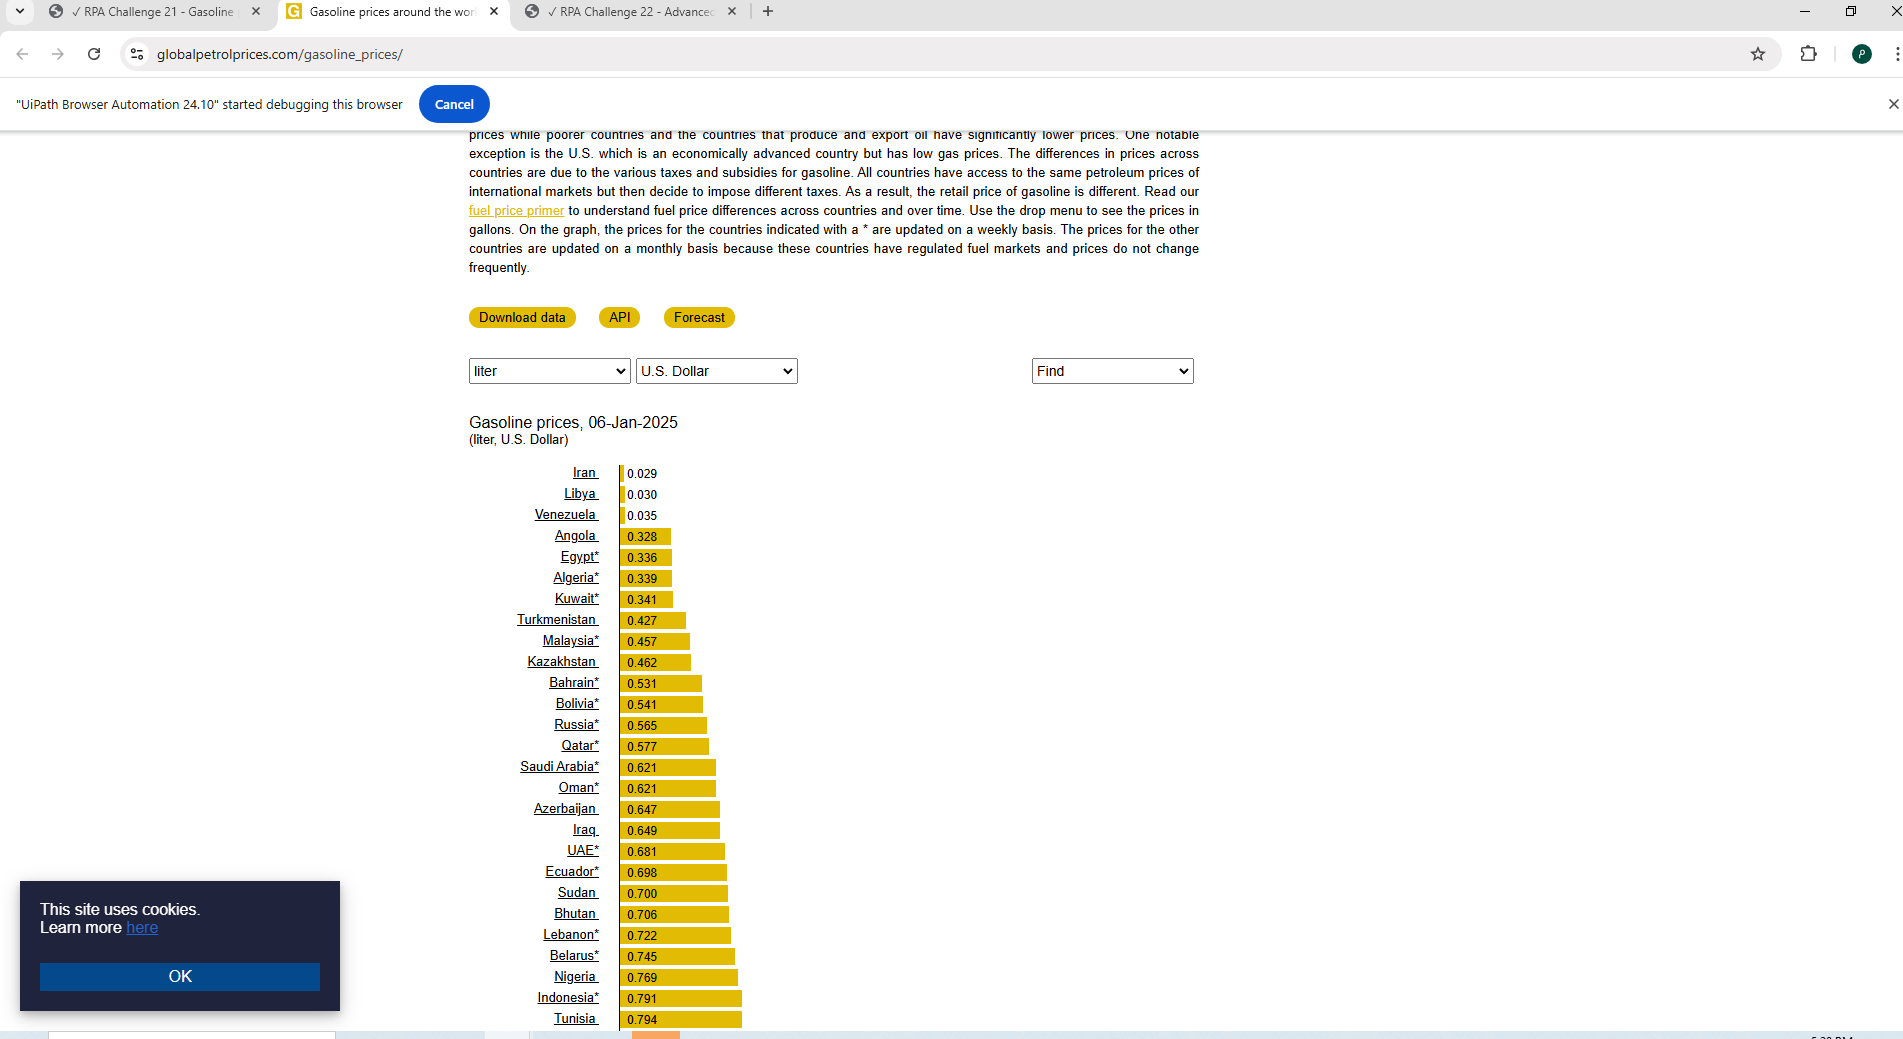 ✓ RPA Challenge 21 - Gasoline
Gasoline prices around the wor
✓ RPA Challenge 22 - Advanced
globalpetrolprices.com/gasoline_prices/
"UiPath Browser Automation 24.10" started debugging this browser
Cancel
prices while poorer countries and the countries that produce and export oil have significantly lower prices. One notable
exception is the U.S. which is an economically advanced country but has low gas prices. The differences in prices across
countries are due to the various taxes and subsidies for gasoline. All countries have access to the same petroleum prices of
international markets but then decide to impose different taxes. As a result, the retail price of gasoline is different. Read our
fuel price primer to understand fuel price differences across countries and over time. Use the drop menu to see the prices in
gallons. On the graph, the prices for the countries indicated with a * are updated on a weekly basis. The prices for the other
countries are updated on a monthly basis because these countries have regulated fuel markets and prices do not change
frequently.
Download data API Forecast
liter U.S. Dollar Find
Gasoline prices, 06-Jan-2025
(liter, U.S. Dollar)
Iran 0.029
Libya 0.030
Venezuela 0.035
Angola 0.328
Egypt* 0.336
Algeria* 0.339
Kuwait* 0.341
Turkmenistan 0.427
Malaysia* 0.457
Kazakhstan 0.462
Bahrain* 0.531
Bolivia* 0.541
Russia* 0.565
Qatar* 0.577
Saudi Arabia* 0.621
Oman* 0.621
Azerbaijan 0.647
Iraq 0.649
UAE* 0.681
Ecuador* 0.698
Sudan 0.700
Bhutan 0.706
Lebanon* 0.722
Belarus* 0.745
Nigeria 0.769
Indonesia* 0.791
Tunisia 0.794
This site uses cookies.
Learn more here
OK